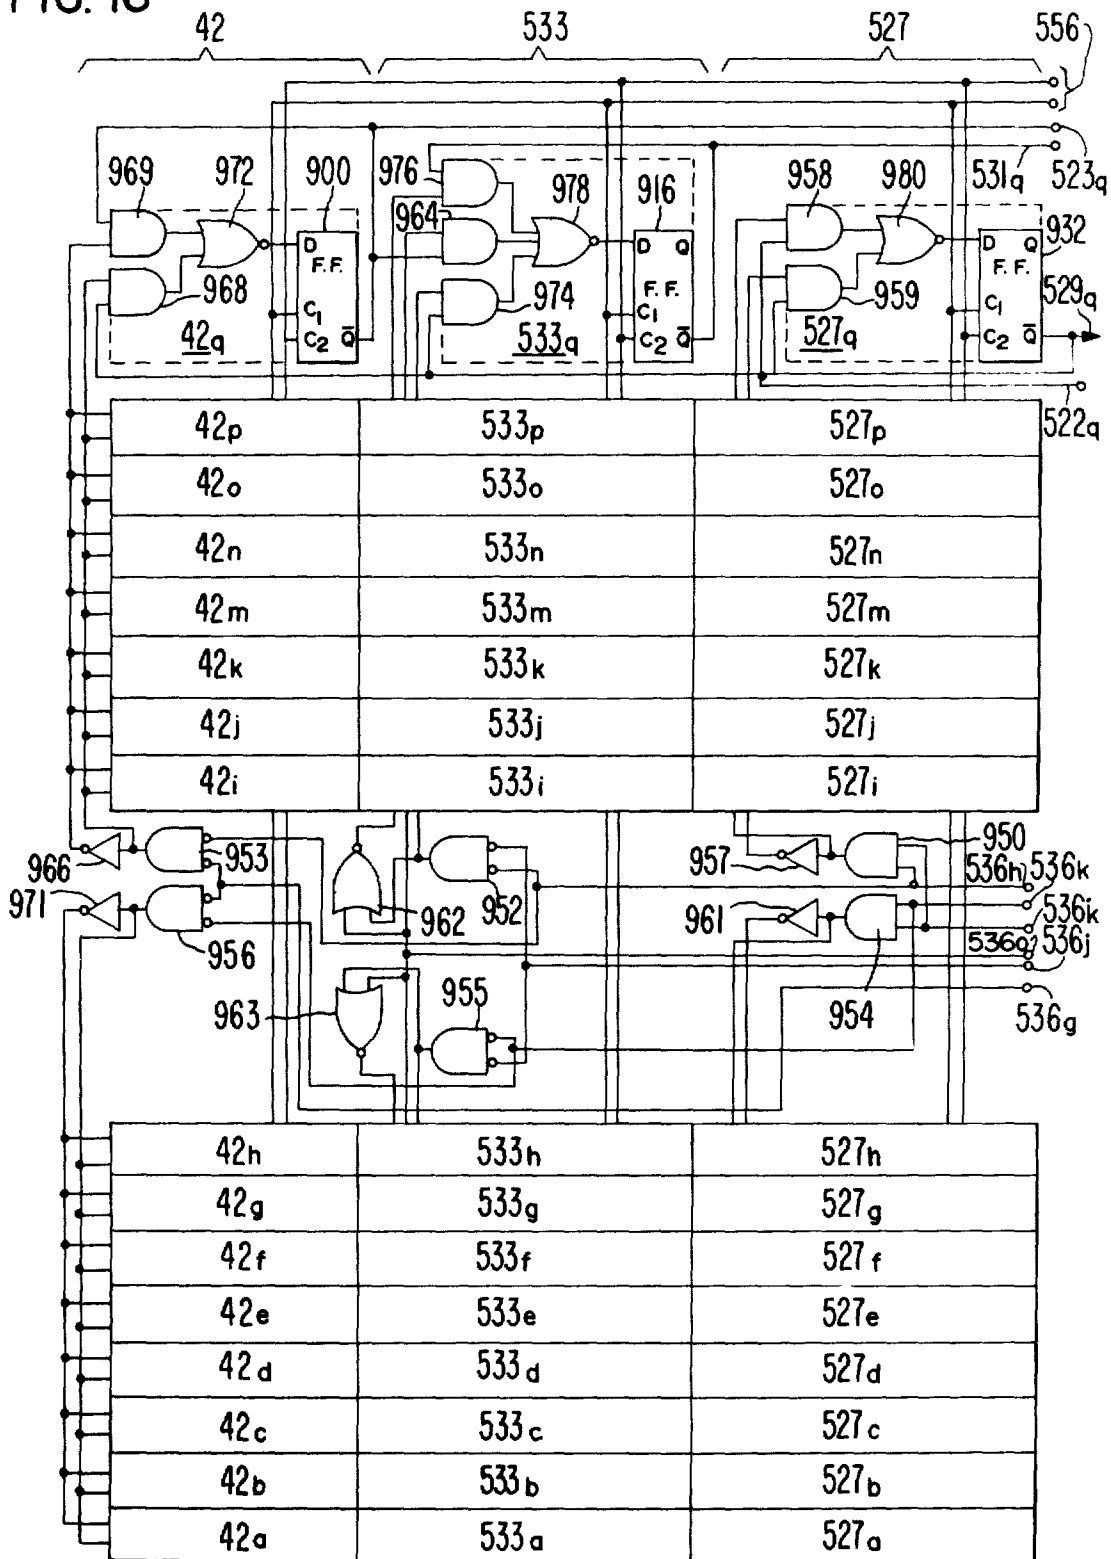 42 533 527 556
969 972 900 976 978 916 958 980 531q 523q
964 932
D D Q D Q
F.F. F.F. F.F. 529q
968 974 959
C1 C1 C1
42q 533q 527q
C2 Q̅ C2 Q̅ C2 Q̅
522q
42p 533p 527p
42o 533o 527o
42n 533n 527n
42m 533m 527m
42k 533k 527k
42j 533j 527j
42i 533i 527i
966 953 962 952 957 950 536h 536k
971 956 961 954 536i 536k
536o 536j
963 955 536g
42h 533h 527h
42g 533g 527g
42f 533f 527f
42e 533e 527e
42d 533d 527d
42c 533c 527c
42b 533b 527b
42a 533a 527a